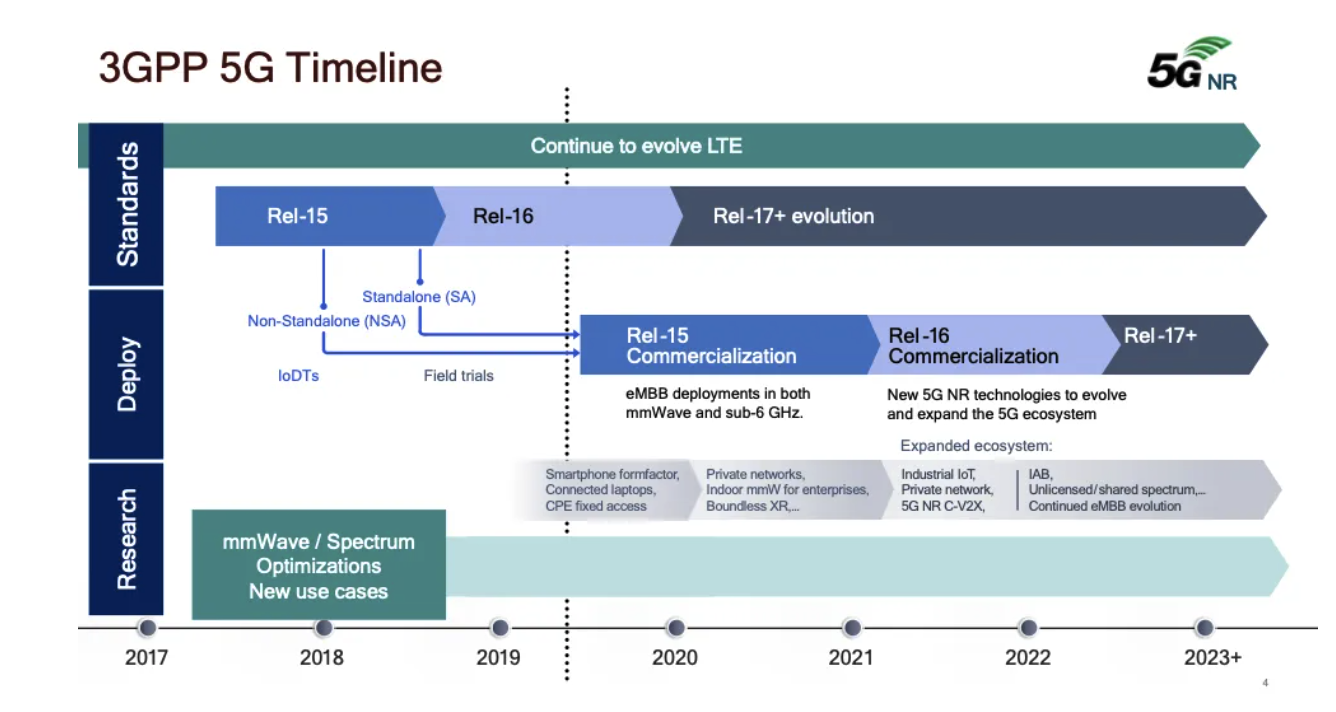 3GPP 5G Timeline
5G NR
Standards
Continue to evolve LTE
Rel-15
Rel-16
Rel-17+ evolution
Standalone (SA)
Non-Standalone (NSA)
Deploy
IoDTs
Field trials
Rel-15
Commercialization
Rel-16
Commercialization
Rel-17+
eMBB deployments in both
mmWave and sub-6 GHz.
New 5G NR technologies to evolve
and expand the 5G ecosystem
Expanded ecosystem:
Research
Smartphone formfactor,
Connected laptops,
CPE fixed access
Private networks,
Indoor mmW for enterprises,
Boundless XR,...
Industrial IoT,
Private network,
5G NR C-V2X,
IAB,
Unlicensed/shared spectrum,...
Continued eMBB evolution
mmWave / Spectrum
Optimizations
New use cases
2017
2018
2019
2020
2021
2022
2023+
4